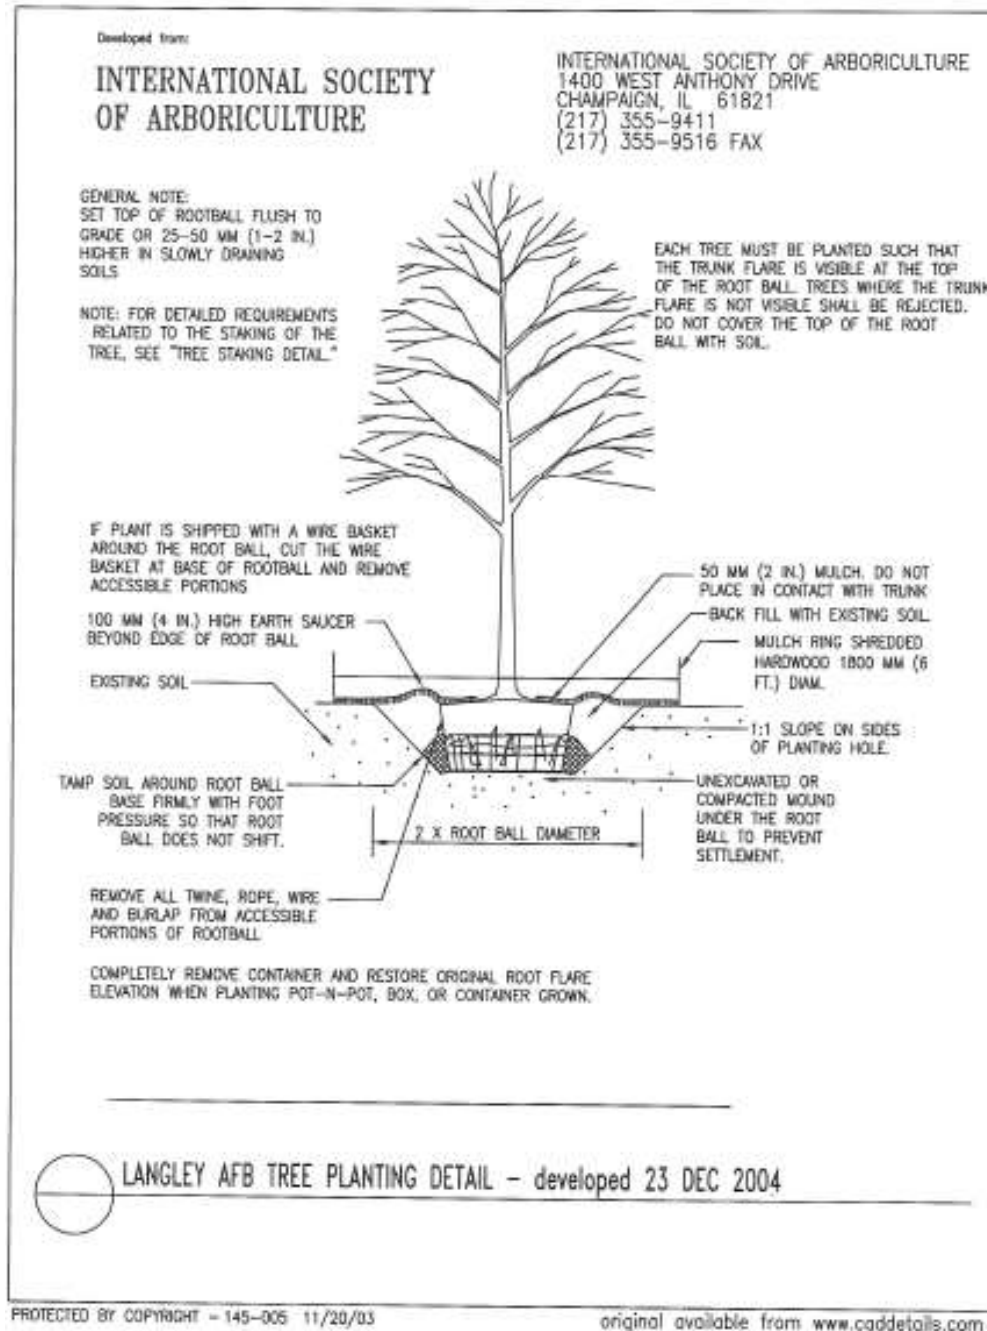 Developed from:
INTERNATIONAL SOCIETY
OF ARBORICULTURE
INTERNATIONAL SOCIETY OF ARBORICULTURE
1400 WEST ANTHONY DRIVE
CHAMPAIGN, IL 61821
(217) 355-9411
(217) 355-9516 FAX
GENERAL NOTE:
SET TOP OF ROOTBALL FLUSH TO
GRADE OR 25-50 MM (1-2 IN.)
HIGHER IN SLOWLY DRAINING
SOILS
NOTE: FOR DETAILED REQUIREMENTS
RELATED TO THE STAKING OF THE
TREE, SEE "TREE STAKING DETAIL."
EACH TREE MUST BE PLANTED SUCH THAT
THE TRUNK FLARE IS VISIBLE AT THE TOP
OF THE ROOT BALL. TREES WHERE THE TRUNK
FLARE IS NOT VISIBLE SHALL BE REJECTED.
DO NOT COVER THE TOP OF THE ROOT
BALL WITH SOIL.
IF PLANT IS SHIPPED WITH A WIRE BASKET
AROUND THE ROOT BALL, CUT THE WIRE
BASKET AT BASE OF ROOTBALL AND REMOVE
ACCESSIBLE PORTIONS
100 MM (4 IN.) HIGH EARTH SAUCER
BEYOND EDGE OF ROOT BALL
EXISTING SOIL
50 MM (2 IN.) MULCH. DO NOT
PLACE IN CONTACT WITH TRUNK
BACK FILL WITH EXISTING SOIL.
MULCH RING SHREDDED
HARDWOOD 1800 MM (6
FT.) DIAM.
1:1 SLOPE ON SIDES
OF PLANTING HOLE.
TAMP SOIL AROUND ROOT BALL
BASE FIRMLY WITH FOOT
PRESSURE SO THAT ROOT
BALL DOES NOT SHIFT.
2 X ROOT BALL DIAMETER
UNEXCAVATED OR
COMPACTED MOUND
UNDER THE ROOT
BALL TO PREVENT
SETTLEMENT.
REMOVE ALL TWINE, ROPE, WIRE
AND BURLAP FROM ACCESSIBLE
PORTIONS OF ROOTBALL
COMPLETELY REMOVE CONTAINER AND RESTORE ORIGINAL ROOT FLARE
ELEVATION WHEN PLANTING POT-N-POT, BOX, OR CONTAINER GROWN.
LANGLEY AFB TREE PLANTING DETAIL - developed 23 DEC 2004
PROTECTED BY COPYRIGHT - 145-005 11/20/03
original available from www.caddetails.com